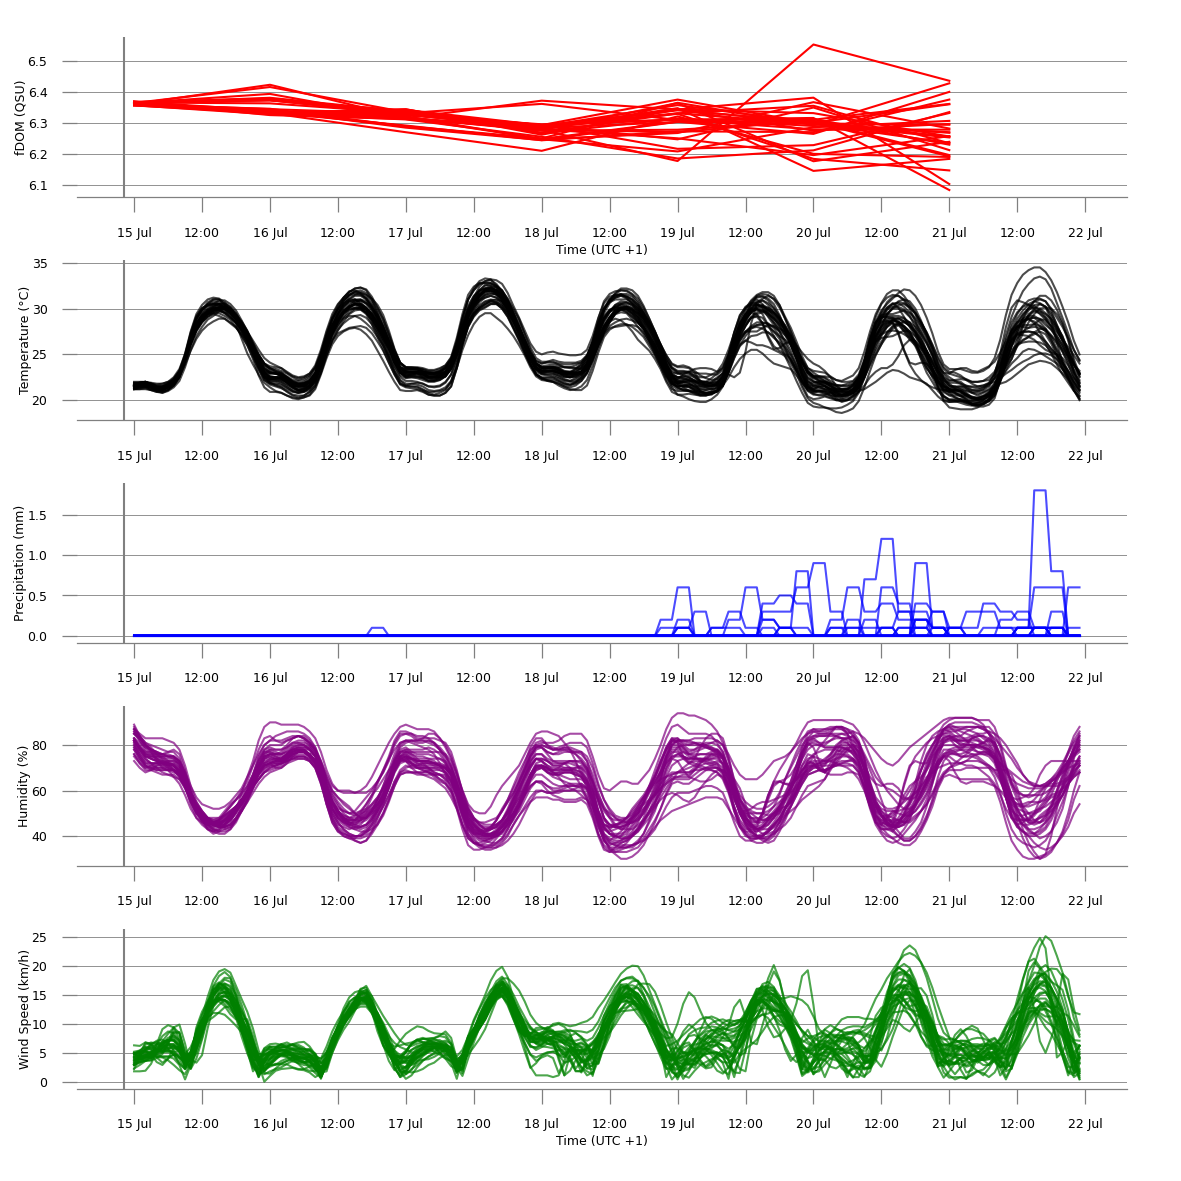 fDOM (QSU)
6.5
6.4
6.3
6.2
6.1
15 Jul 12:00 16 Jul 12:00 17 Jul 12:00 18 Jul 12:00 19 Jul 12:00 20 Jul 12:00 21 Jul 12:00 22 Jul
Time (UTC +1)
Temperature (°C)
35
30
25
20
15 Jul 12:00 16 Jul 12:00 17 Jul 12:00 18 Jul 12:00 19 Jul 12:00 20 Jul 12:00 21 Jul 12:00 22 Jul
Precipitation (mm)
1.5
1.0
0.5
0.0
15 Jul 12:00 16 Jul 12:00 17 Jul 12:00 18 Jul 12:00 19 Jul 12:00 20 Jul 12:00 21 Jul 12:00 22 Jul
Humidity (%)
80
60
40
15 Jul 12:00 16 Jul 12:00 17 Jul 12:00 18 Jul 12:00 19 Jul 12:00 20 Jul 12:00 21 Jul 12:00 22 Jul
Wind Speed (km/h)
25
20
15
10
5
0
15 Jul 12:00 16 Jul 12:00 17 Jul 12:00 18 Jul 12:00 19 Jul 12:00 20 Jul 12:00 21 Jul 12:00 22 Jul
Time (UTC +1)